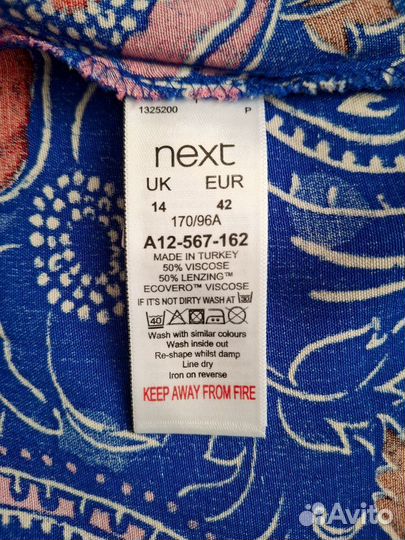 1325200 P
next
UK EUR
14 42
170/96A
A12-567-162
MADE IN TURKEY
50% VISCOSE
50% LENZING™
ECOVERO™ VISCOSE
IF IT'S NOT DIRTY WASH AT 30
40
Wash with similar colours
Wash inside out
Re-shape whilst damp
Line dry
Iron on reverse
KEEP AWAY FROM FIRE
Avito